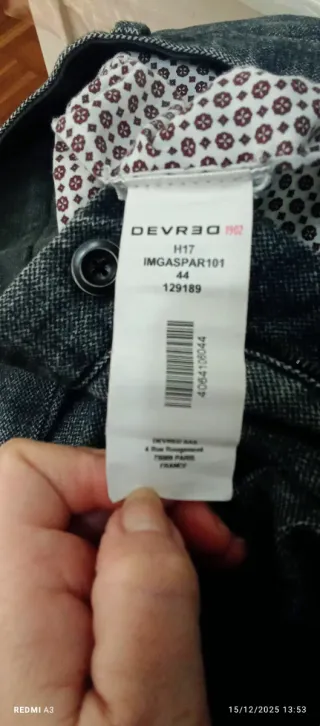 DEVRED 1902
H17
IMGASPAR101
44
129189
4064106044
DEVRED SAS
4 Rue Rougemont
75009 PARIS
FRANCE
REDMI A3
15/12/2025 13:53